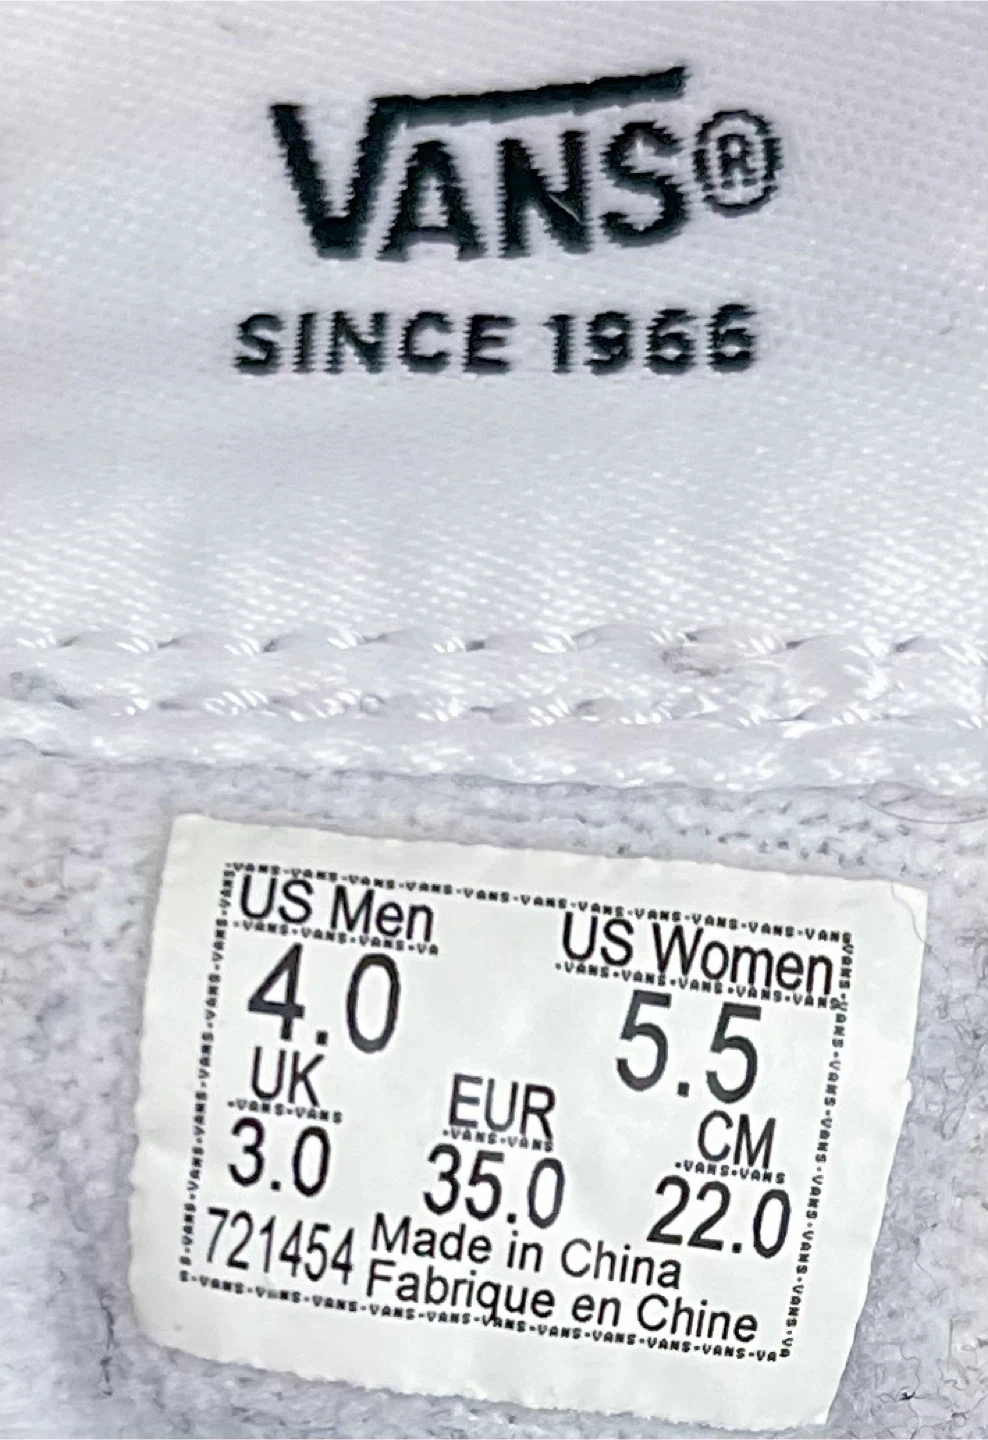 VANS®
SINCE 1966
US Men
US Women
4.0
5.5
UK
EUR
CM
3.0
35.0
22.0
721454
Made in China
Fabrique en Chine